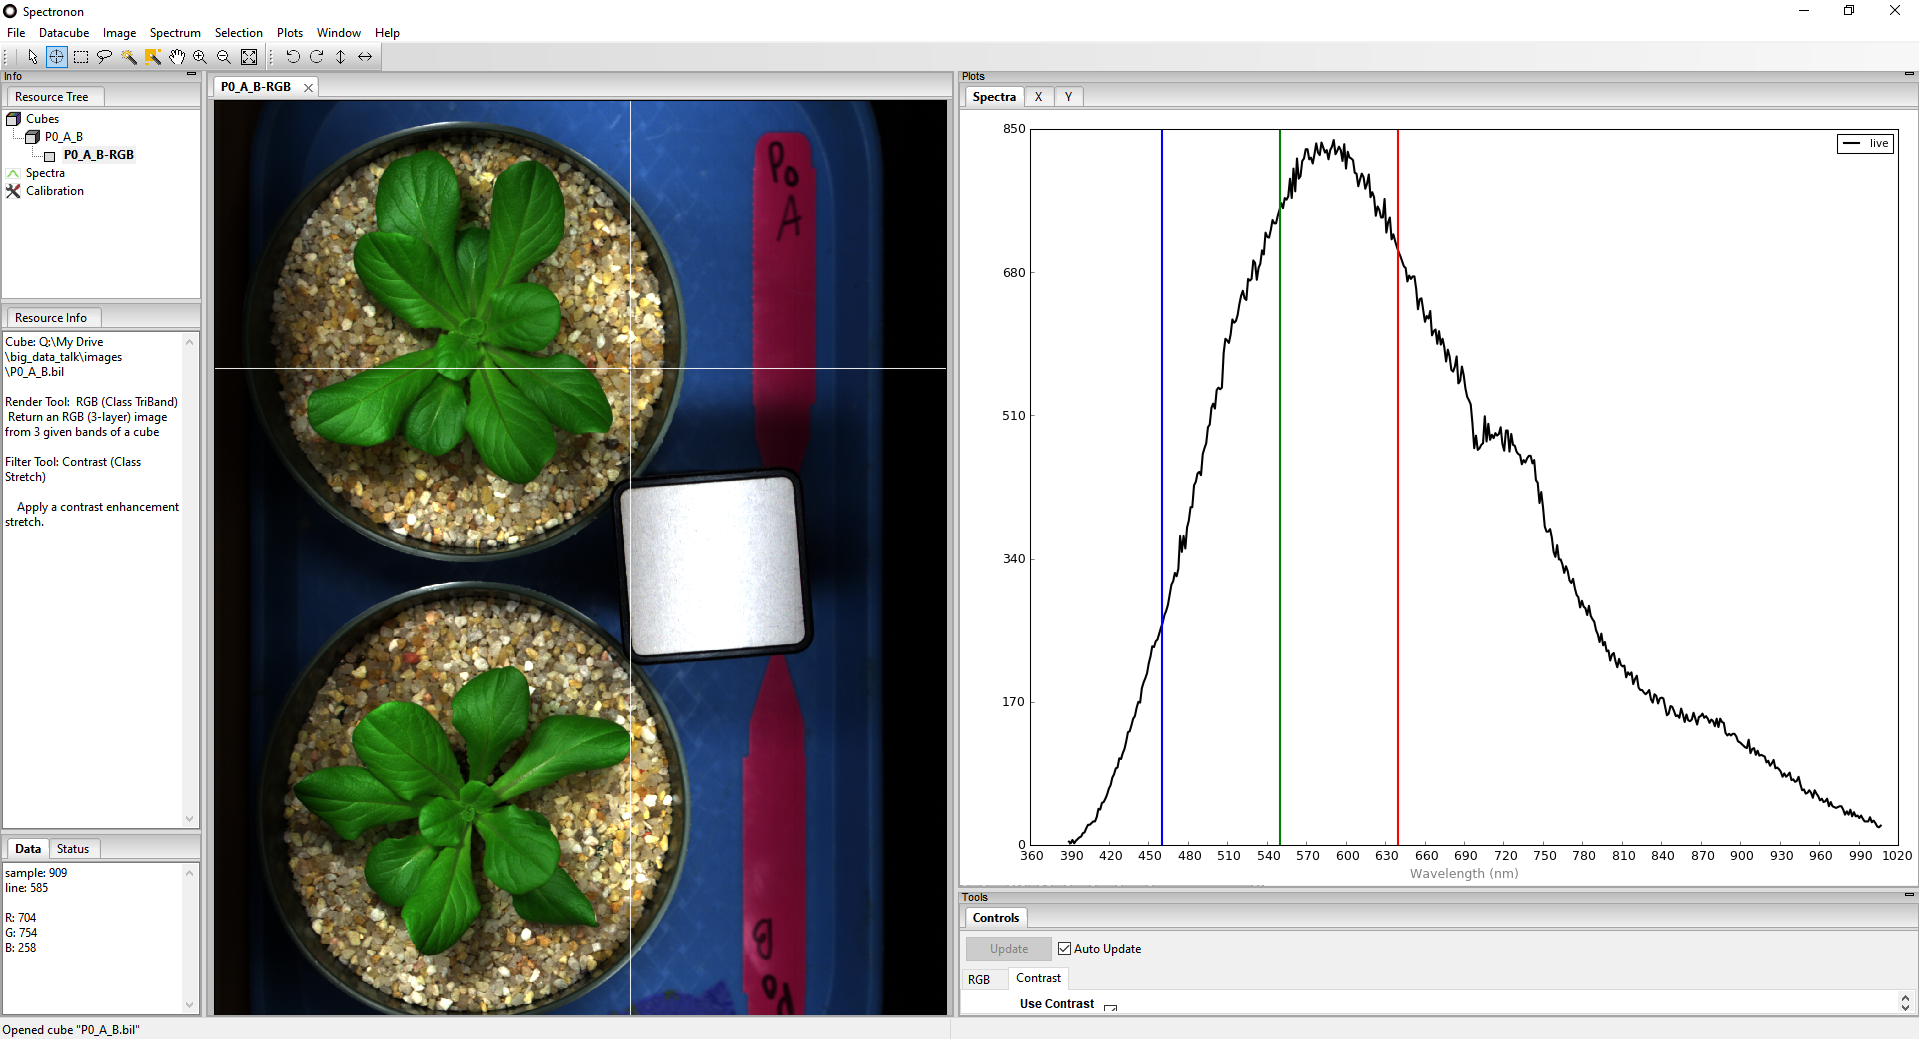 Spectronon
File Datacube Image Spectrum Selection Plots Window Help
Info
Resource Tree
Cubes
P0_A_B
P0_A_B-RGB
Spectra
Calibration
Resource Info
Cube: Q:\My Drive
\big_data_talk\images
\P0_A_B.bil
Render Tool: RGB (Class TriBand)
Return an RGB (3-layer) image
from 3 given bands of a cube
Filter Tool: Contrast (Class
Stretch)
Apply a contrast enhancement
stretch.
Data Status
sample: 909
line: 585
R: 704
G: 754
B: 258
Opened cube "P0_A_B.bil"
P0_A_B-RGB
Po
A
B
Po
Plots
Spectra X Y
850
live
680
510
340
170
0
360 390 420 450 480 510 540 570 600 630 660 690 720 750 780 810 840 870 900 930 960 990 1020
Wavelength (nm)
Tools
Controls
Update Auto Update
RGB Contrast
Use Contrast